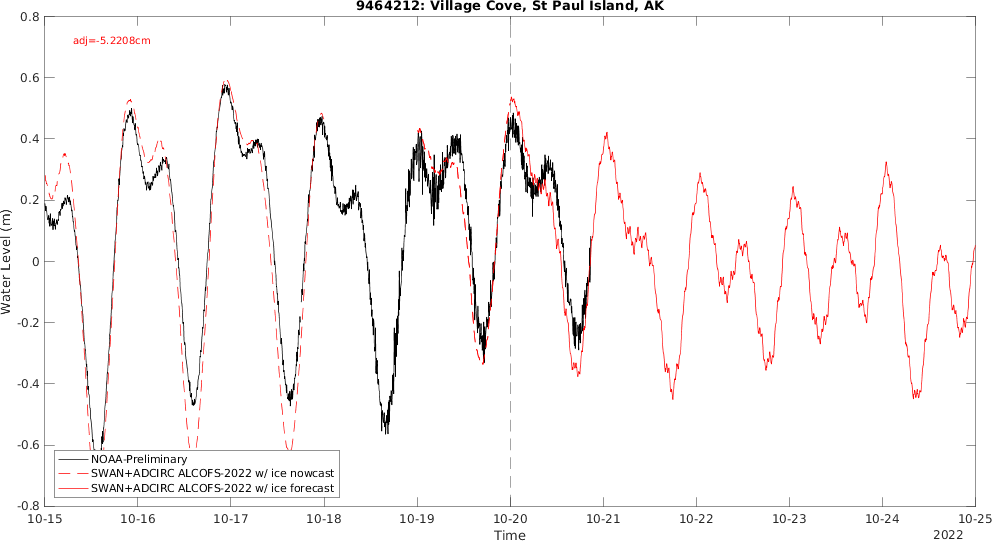 9464212: Village Cove, St Paul Island, AK
adj=-5.2208cm
Water Level (m)
0.8
0.6
0.4
0.2
0
-0.2
-0.4
-0.6
-0.8
NOAA-Preliminary
SWAN+ADCIRC ALCOFS-2022 w/ ice nowcast
SWAN+ADCIRC ALCOFS-2022 w/ ice forecast
10-15 10-16 10-17 10-18 10-19 10-20 10-21 10-22 10-23 10-24 10-25
Time
2022